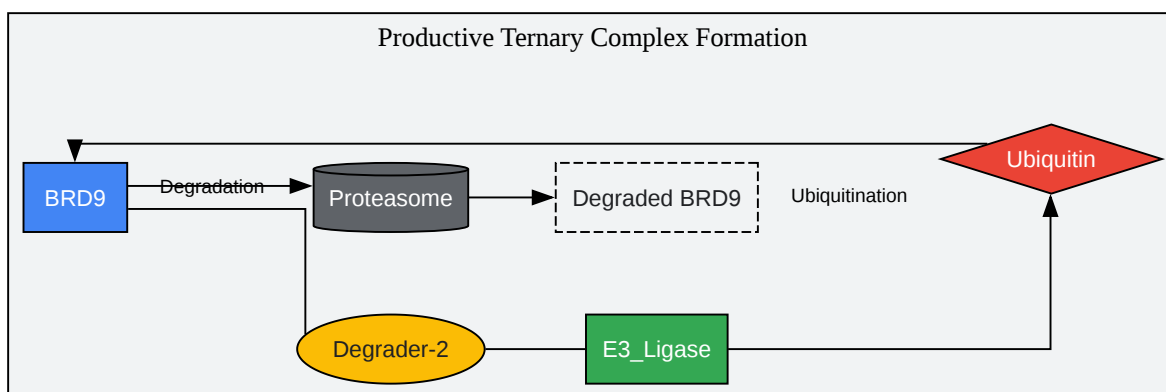 Productive Ternary Complex Formation
BRD9
Degradation
Proteasome
Degraded BRD9
Ubiquitination
Ubiquitin
Degrader-2
E3_Ligase